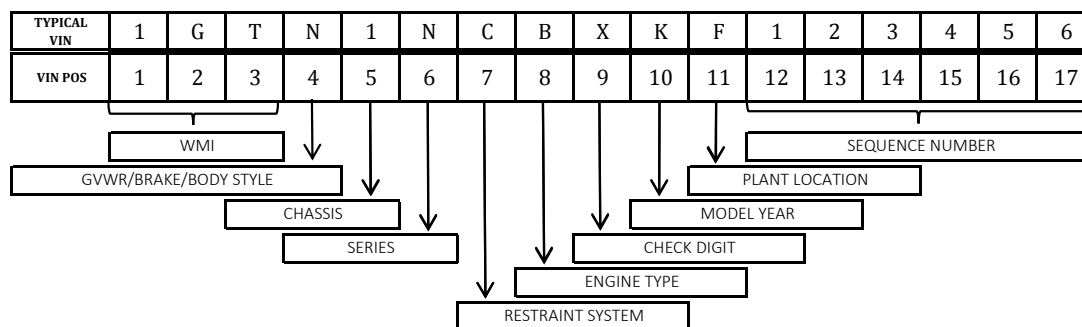 TYPICAL VIN 1 G T N 1 N C B X K F 1 2 3 4 5 6
VIN POS 1 2 3 4 5 6 7 8 9 10 11 12 13 14 15 16 17
WMI SEQUENCE NUMBER
GVWR/BRAKE/BODY STYLE PLANT LOCATION
CHASSIS MODEL YEAR
SERIES CHECK DIGIT
ENGINE TYPE
RESTRAINT SYSTEM